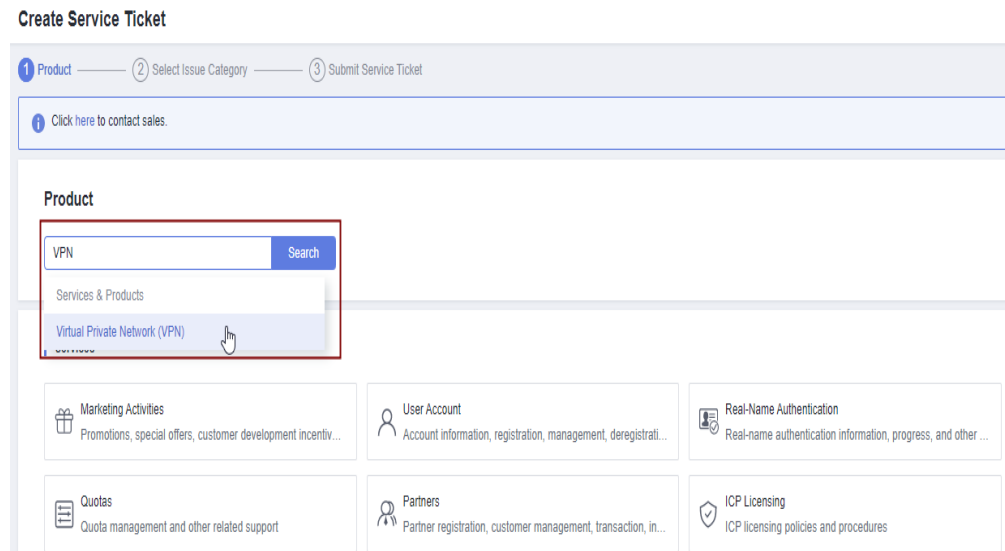 Create Service Ticket
1 Product 2 Select Issue Category 3 Submit Service Ticket
Click here to contact sales.
Product
VPN Search
Services & Products
Virtual Private Network (VPN)
Services
Marketing Activities
Promotions, special offers, customer development incentiv...
User Account
Account information, registration, management, deregistrati...
Real-Name Authentication
Real-name authentication information, progress, and other ...
Quotas
Quota management and other related support
Partners
Partner registration, customer management, transaction, in...
ICP Licensing
ICP licensing policies and procedures